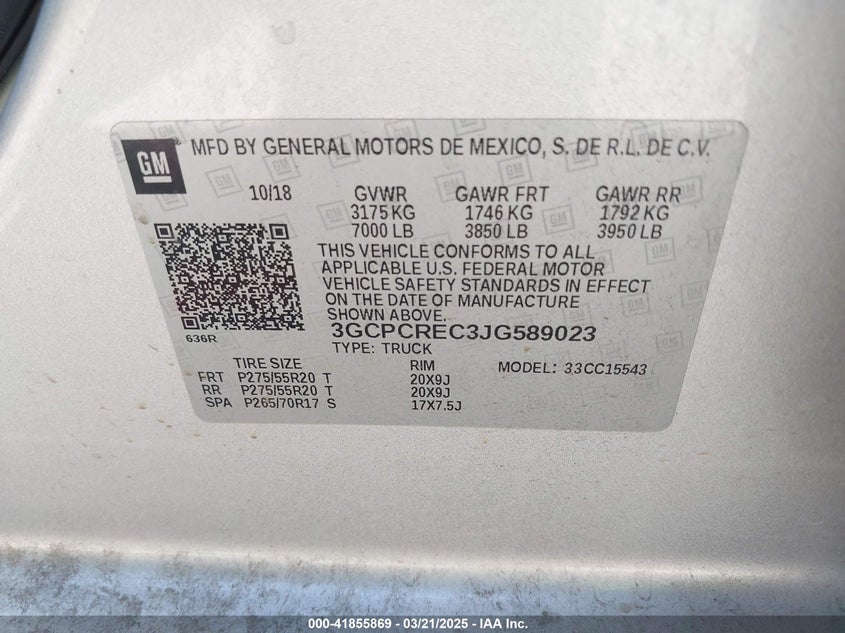 GM
MFD BY GENERAL MOTORS DE MEXICO, S. DE R.L. DE C.V.
10/18 GVWR GAWR FRT GAWR RR
3175 KG 1746 KG 1792 KG
7000 LB 3850 LB 3950 LB
THIS VEHICLE CONFORMS TO ALL
APPLICABLE U.S. FEDERAL MOTOR
VEHICLE SAFETY STANDARDS IN EFFECT
ON THE DATE OF MANUFACTURE
SHOWN ABOVE.
636R
3GCPCREC3JG589023
TYPE: TRUCK
MODEL: 33CC15543
TIRE SIZE RIM
FRT P275/55R20 T 20X9J
RR P275/55R20 T 20X9J
SPA P265/70R17 S 17X7.5J
000-41855869 - 03/21/2025 - IAA Inc.